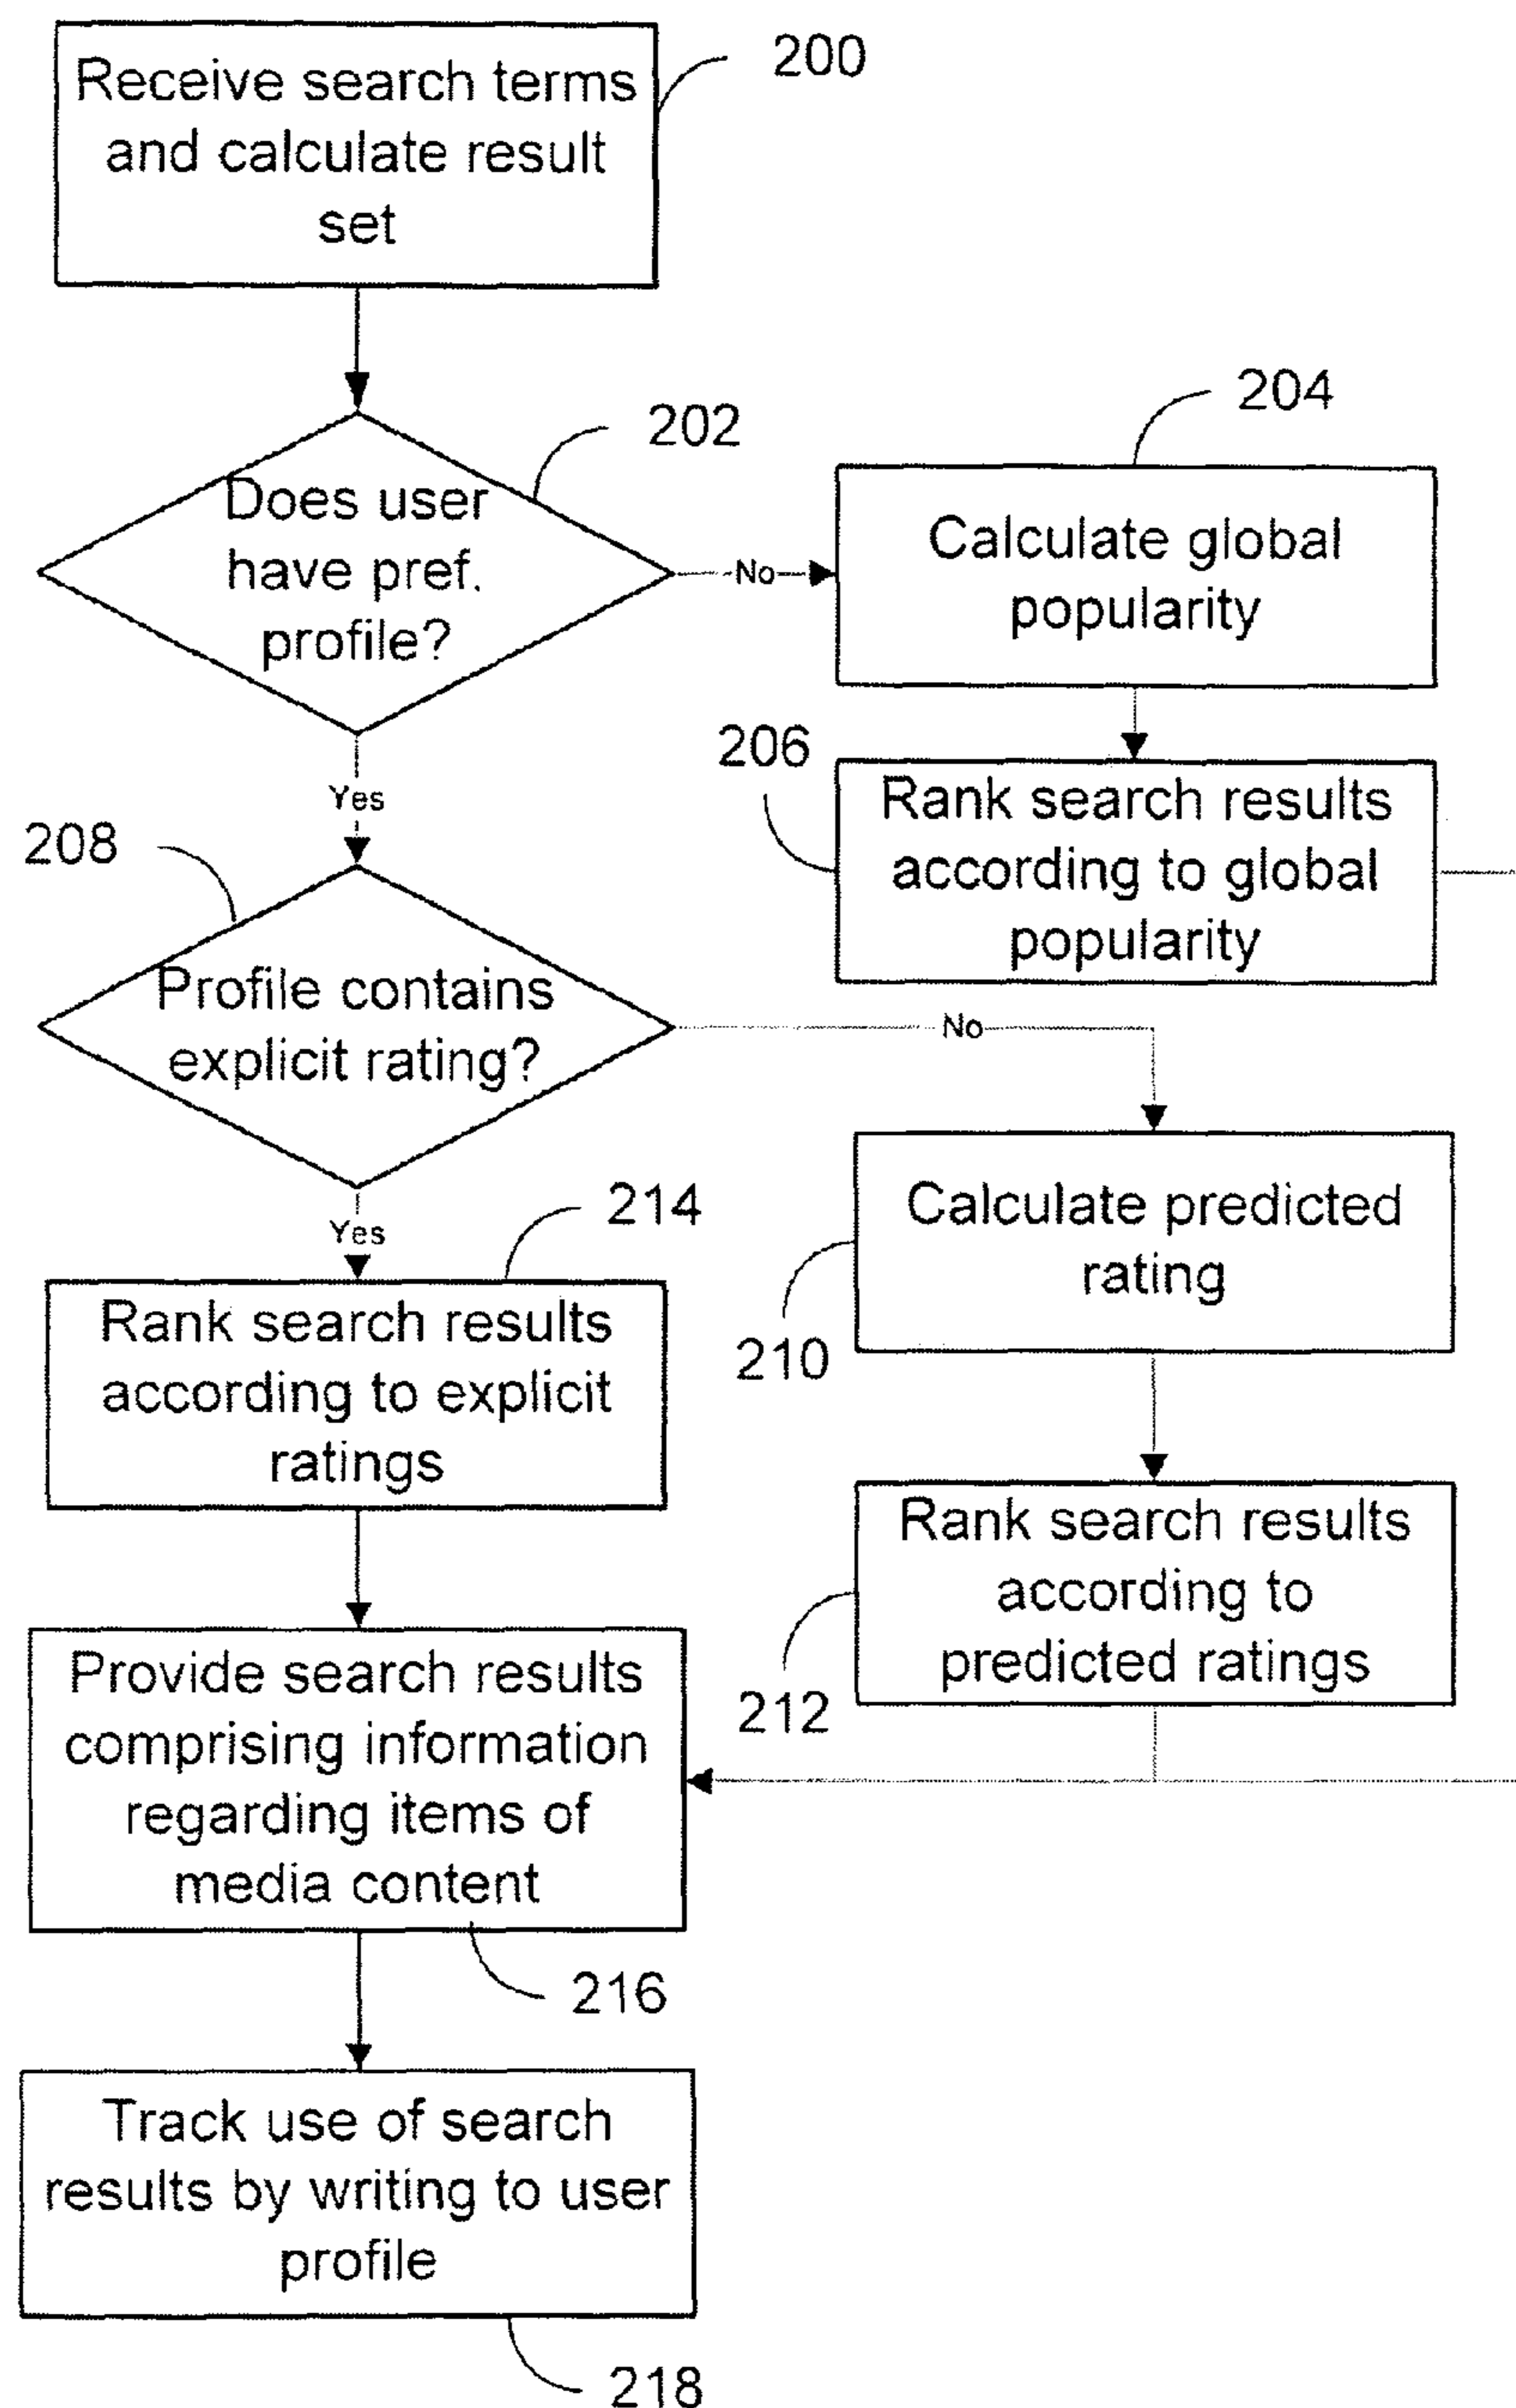 Receive search terms
and calculate result
set
200
Does user
have pref.
profile?
202
No
Calculate global
popularity
204
Yes
206
Rank search results
according to global
popularity
208
Profile contains
explicit rating?
No
Yes
Calculate predicted
rating
210
214
Rank search results
according to explicit
ratings
Rank search results
according to
predicted ratings
212
Provide search results
comprising information
regarding items of
media content
216
Track use of search
results by writing to user
profile
218